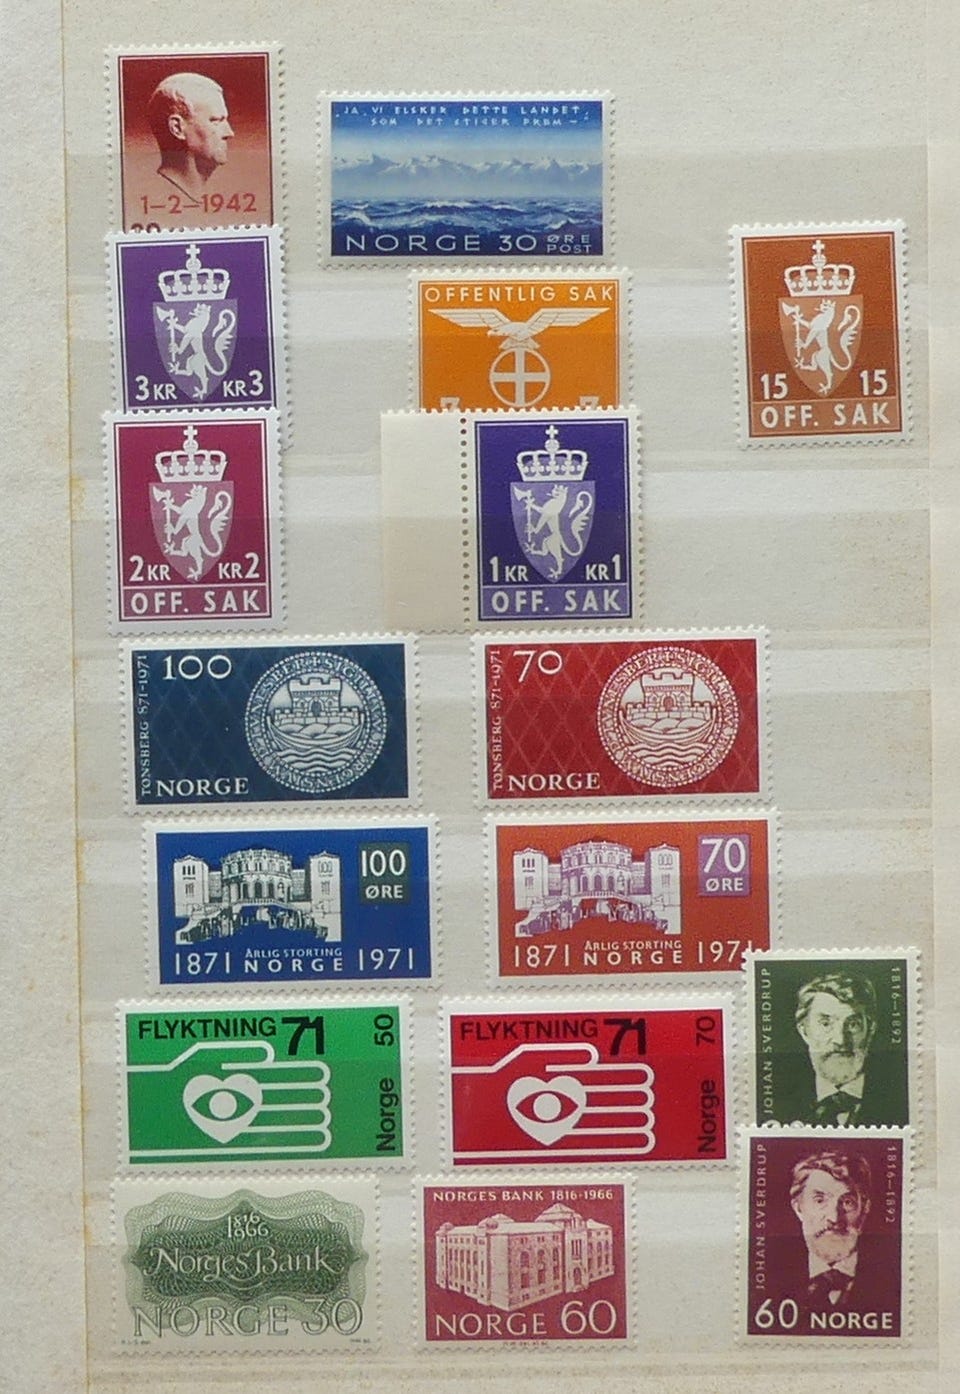 1-2-1942
JA, VI ELSKER DETTE LANDET
SOM DET STIGER FREM —
NORGE 30 ØRE
POST
3 KR KR 3
OFFENTLIG SAK
15 15
OFF. SAK
2 KR KR 2
OFF. SAK
1 KR KR 1
OFF. SAK
100
TØNSBERG 871-1971
NORGE
70
TØNSBERG 871-1971
NORGE
100
ØRE
ÅRLIG STORTING
1871 NORGE 1971
70
ØRE
ÅRLIG STORTING
1871 NORGE 1971
FLYKTNING 71
50
Norge
FLYKTNING 71
70
Norge
JOHAN SVERDRUP
1816-1892
1816-
1966
Norges Bank
NORGE 30
NORGES BANK 1816-1966
NORGE 60
JOHAN SVERDRUP
1816-1892
60 NORGE